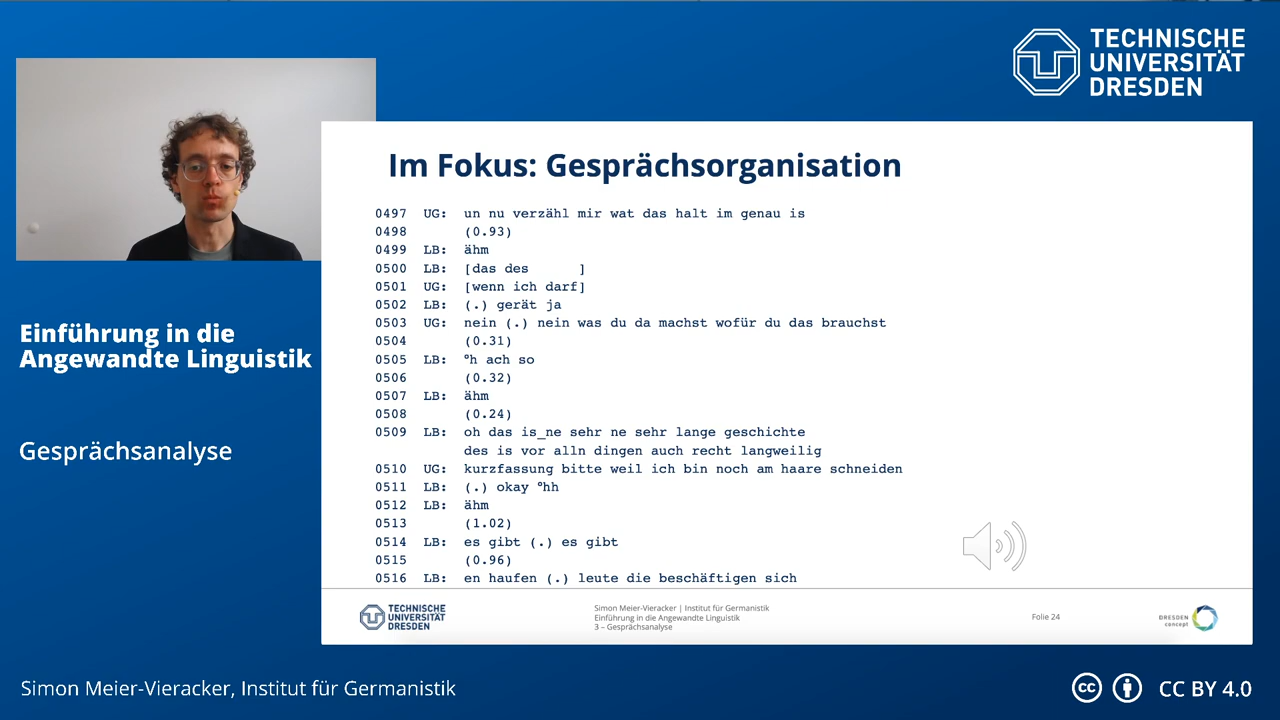 TECHNISCHE
UNIVERSITÄT
DRESDEN
Im Fokus: Gesprächsorganisation
0497 UG: un nu verzähl mir wat das halt im genau is
0498 (0.93)
0499 LB: ähm
0500 LB: [das des ]
0501 UG: [wenn ich darf]
0502 LB: (.) gerät ja
0503 UG: nein (.) nein was du da machst wofür du das brauchst
0504 (0.31)
0505 LB: °h ach so
0506 (0.32)
0507 LB: ähm
0508 (0.24)
0509 LB: oh das is_ne sehr ne sehr lange geschichte
des is vor alln dingen auch recht langweilig
0510 UG: kurzfassung bitte weil ich bin noch am haare schneiden
0511 LB: (.) okay °hh
0512 LB: ähm
0513 (1.02)
0514 LB: es gibt (.) es gibt
0515 (0.96)
0516 LB: en haufen (.) leute die beschäftigen sich
TECHNISCHE
UNIVERSITÄT
DRESDEN
Simon Meier-Vieracker | Institut für Germanistik
Einführung in die Angewandte Linguistik
3 – Gesprächsanalyse
Folie 24
DRESDEN
concept
Einführung in die
Angewandte Linguistik
Gesprächsanalyse
Simon Meier-Vieracker, Institut für Germanistik
cc CC BY 4.0